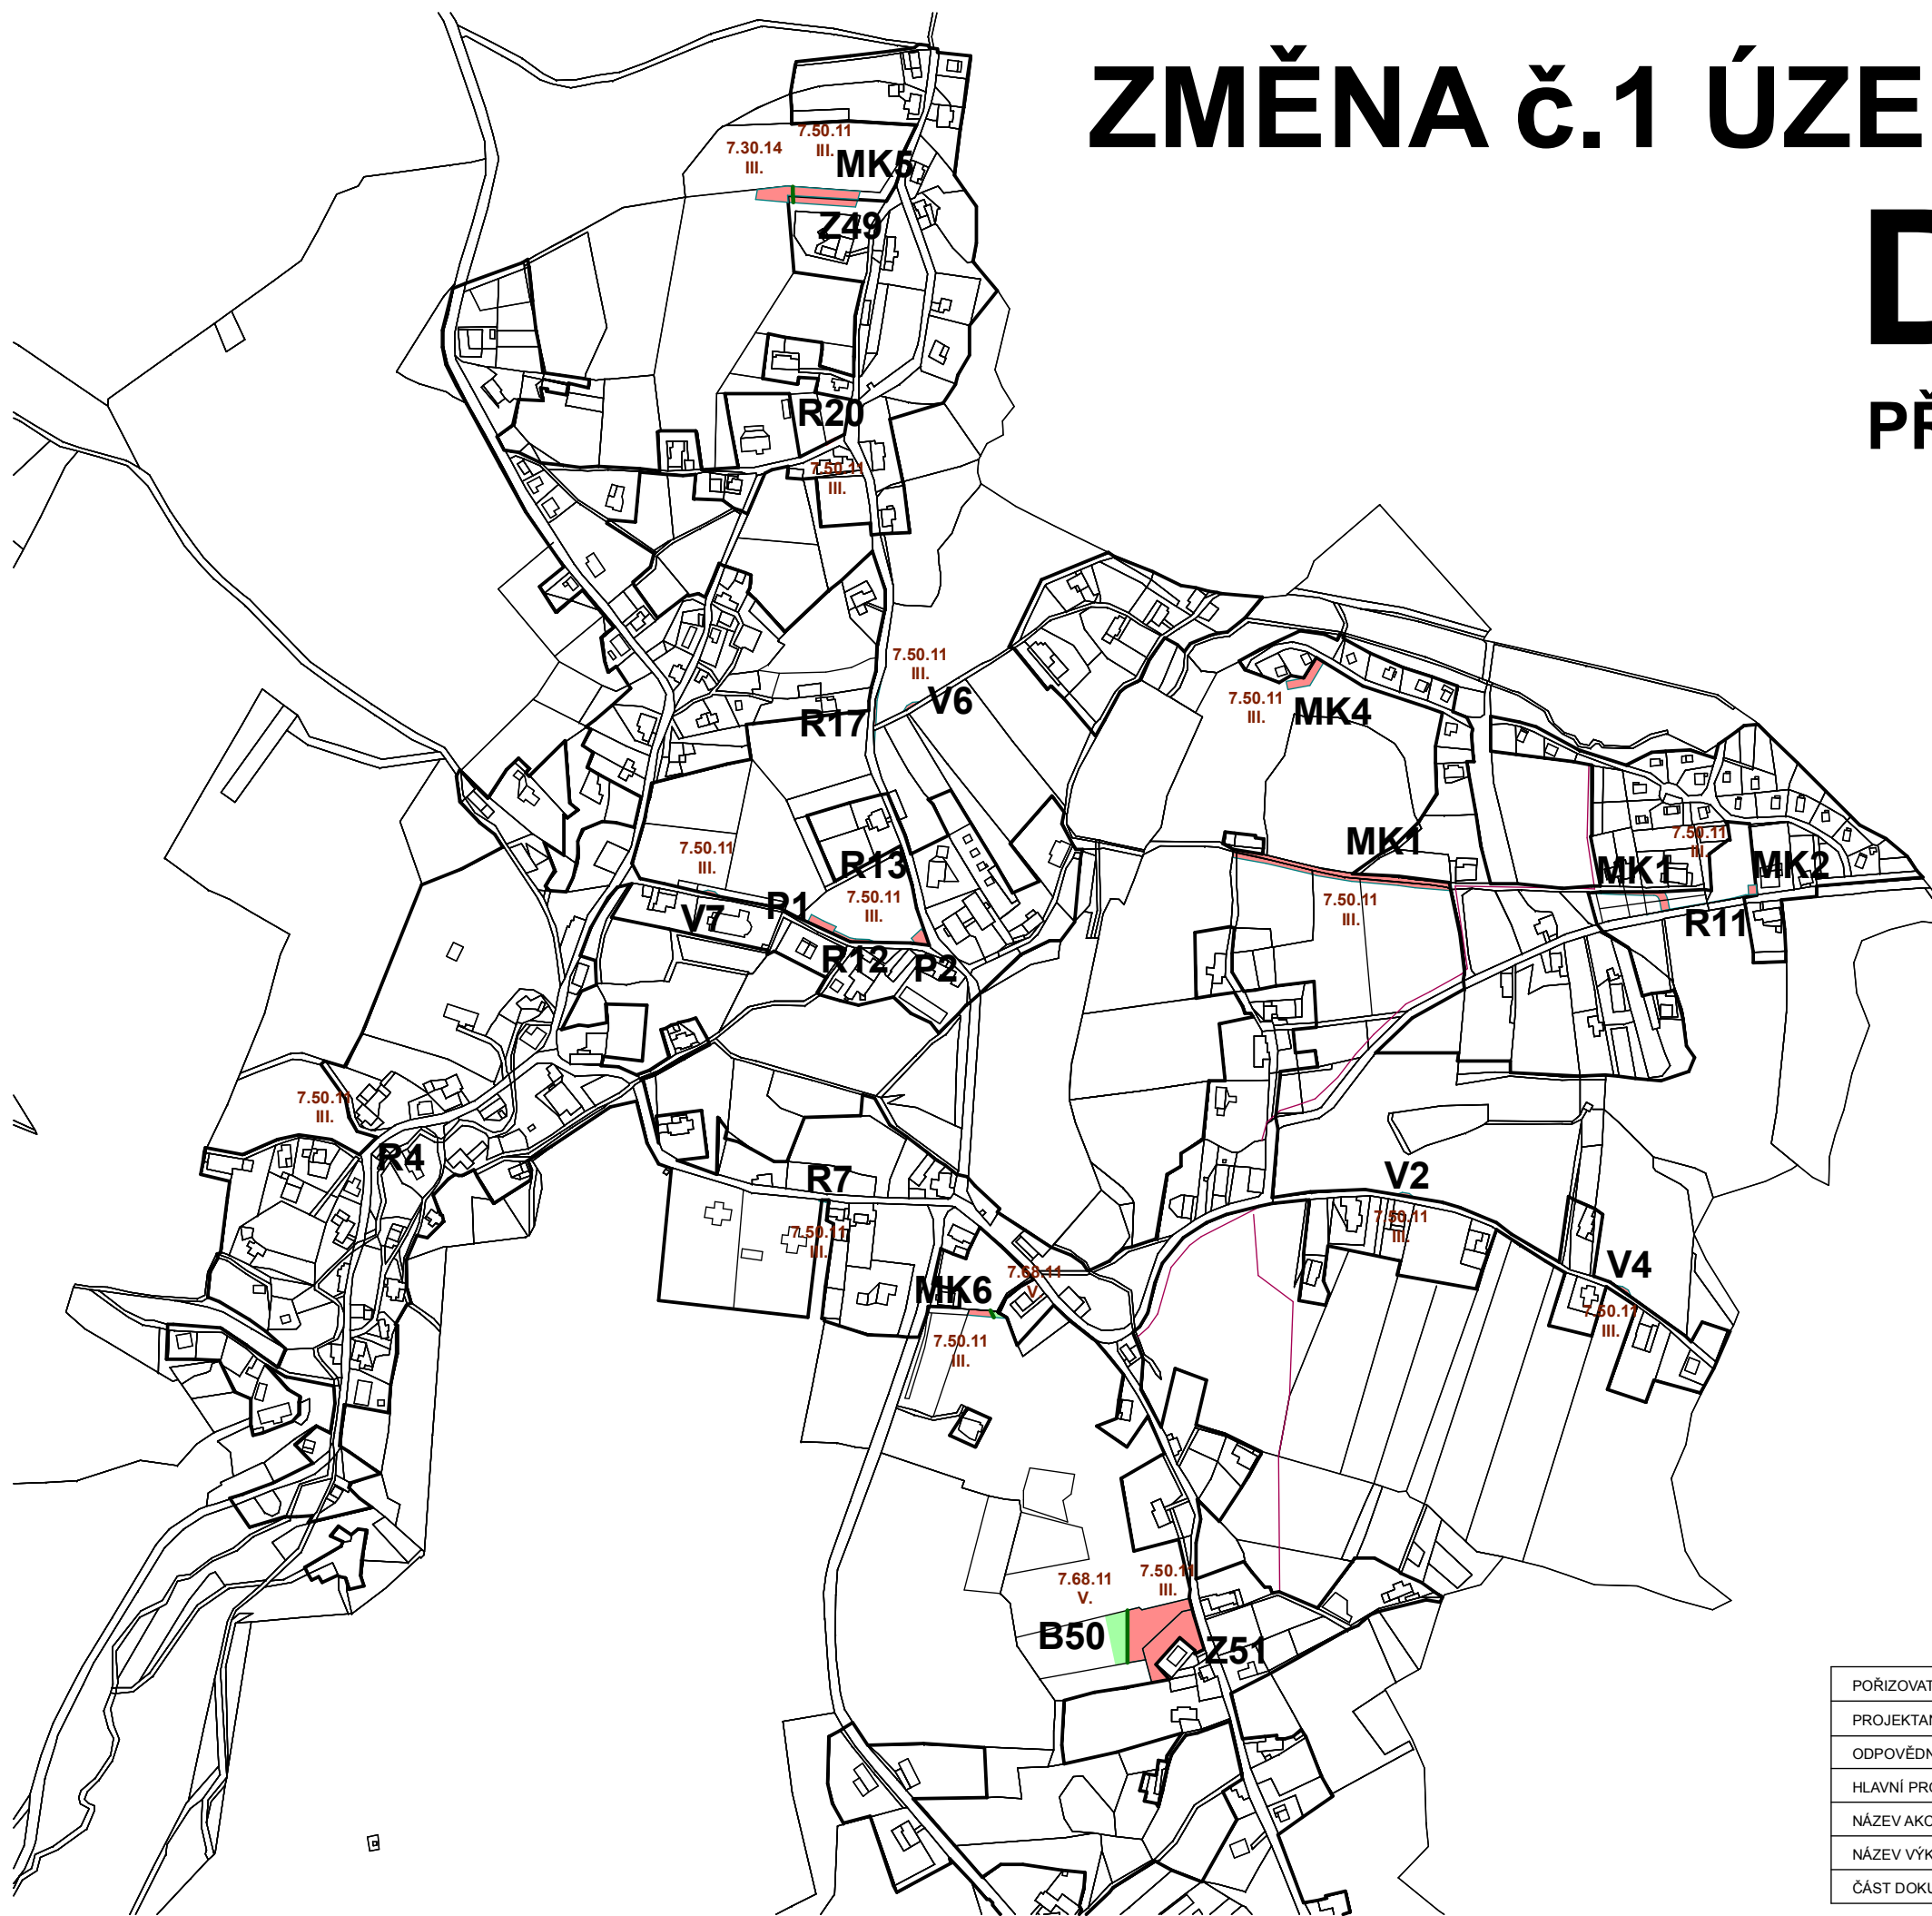 ZMĚNA č.1 ÚZE
D
PŘ
7.50.11
III.
7.30.14
III.
MK5
Z49
R20
7.50.11
III.
7.50.11
III.
V6
R17
7.50.11
III.
MK4
MK1
7.50.11
III.
MK1
MK2
R11
7.50.11
III.
7.50.11
III.
R13
7.50.11
III.
P1
V7
R12
P2
7.50.11
III.
R4
R7
7.50.11
III.
V2
7.50.11
III.
V4
7.50.11
III.
7.68.11
V.
MK6
7.50.11
III.
7.68.11
V.
7.50.11
III.
B50
Z51
POŘIZOVAT
PROJEKTAN
ODPOVĚDN
HLAVNÍ PRO
NÁZEV AKC
NÁZEV VÝK
ČÁST DOKU